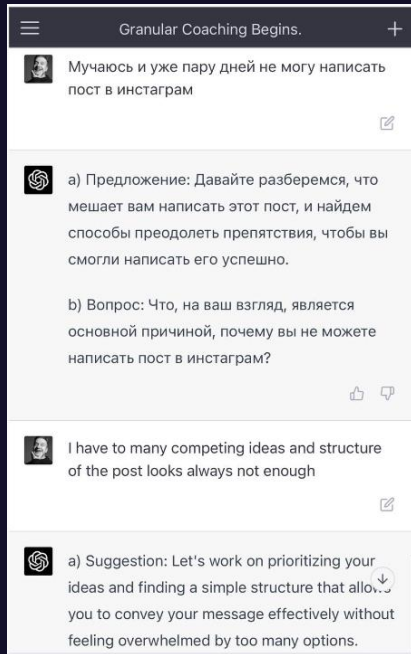 Granular Coaching Begins.
Мучаюсь и уже пару дней не могу написать
пост в инстаграм
a) Предложение: Давайте разберемся, что
мешает вам написать этот пост, и найдем
способы преодолеть препятствия, чтобы вы
смогли написать его успешно.
b) Вопрос: Что, на ваш взгляд, является
основной причиной, почему вы не можете
написать пост в инстаграм?
I have to many competing ideas and structure
of the post looks always not enough
a) Suggestion: Let's work on prioritizing your
ideas and finding a simple structure that allows
you to convey your message effectively without
feeling overwhelmed by too many options.